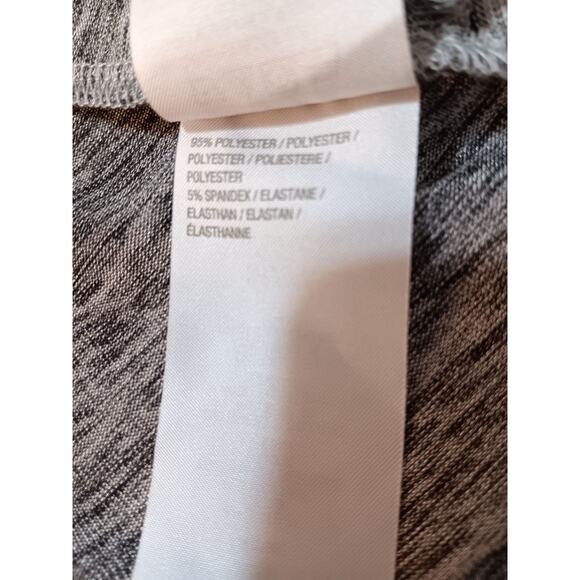 95% POLYESTER / POLYESTER /
POLYESTER / POLIESTERE /
POLYESTER
5% SPANDEX / ELASTANE /
ELASTHAN / ELASTAN /
ÉLASTHANNE